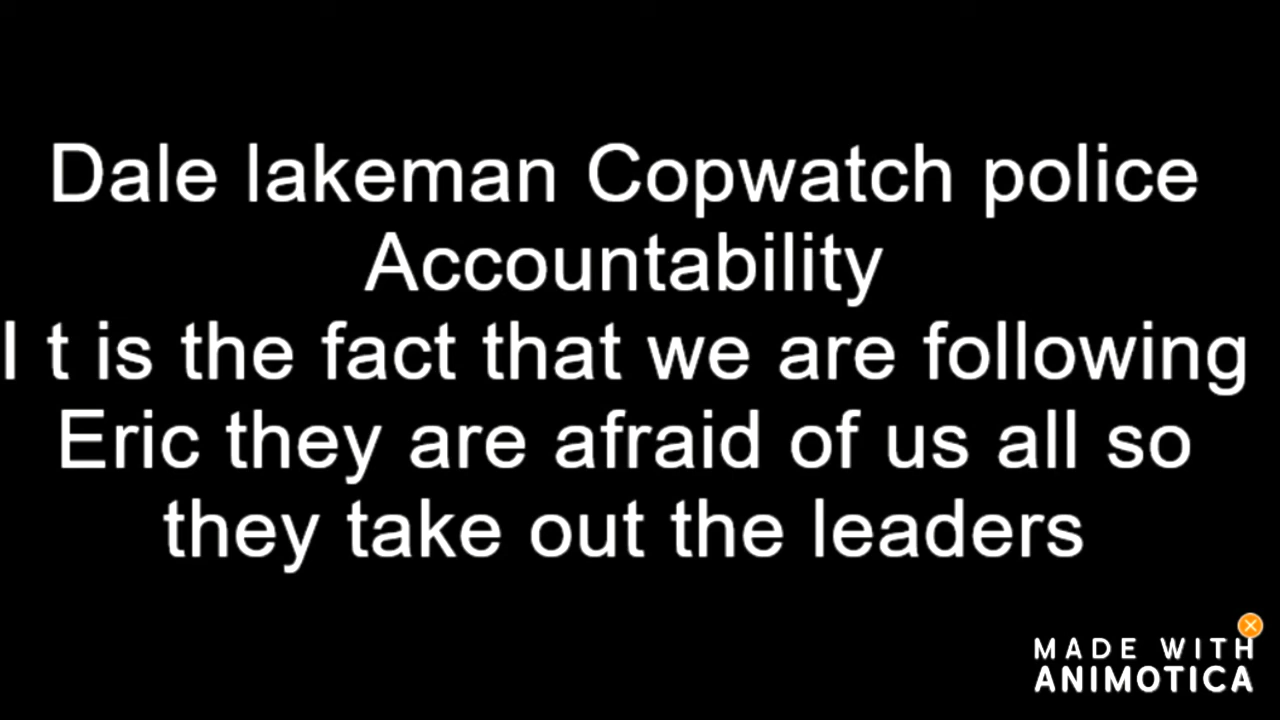 Dale lakeman Copwatch police
Accountability
I t is the fact that we are following
Eric they are afraid of us all so
they take out the leaders
MADE WITH
ANIMOTICA